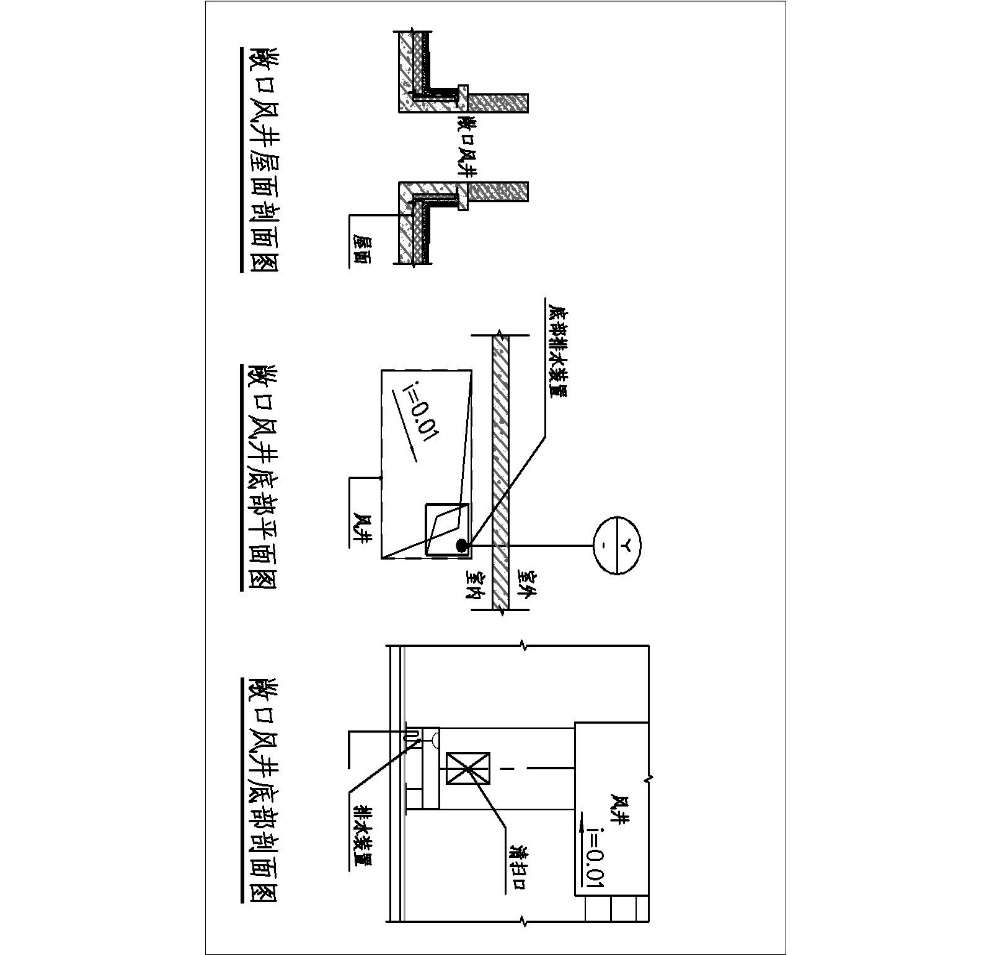 敞口风井
屋面
敞口风井屋面剖面图
底部排水装置
i=0.01
风井
室外
室内
Y
-
敞口风井底部平面图
风井
i=0.01
清扫口
排水装置
敞口风井底部剖面图